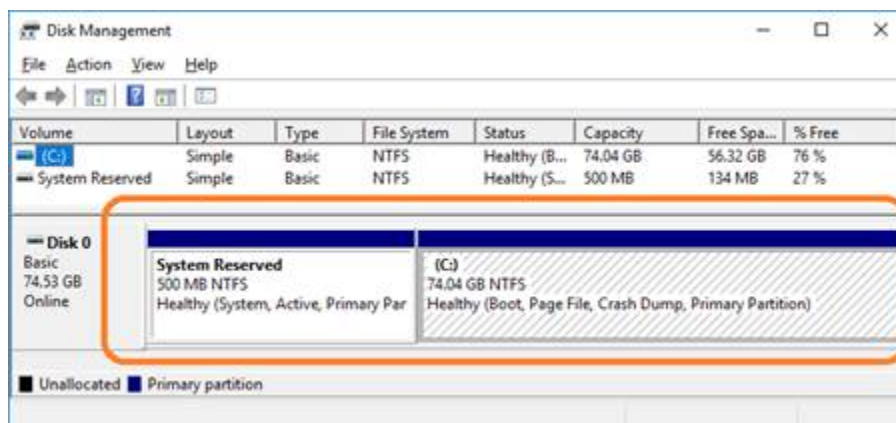 Disk Management
File Action View Help
Volume Layout Type File System Status Capacity Free Spa... % Free
(C:) Simple Basic NTFS Healthy (B... 74.04 GB 56.32 GB 76 %
System Reserved Simple Basic NTFS Healthy (S... 500 MB 134 MB 27 %
Disk 0
Basic
74.53 GB
Online
System Reserved
500 MB NTFS
Healthy (System, Active, Primary Par
(C:)
74.04 GB NTFS
Healthy (Boot, Page File, Crash Dump, Primary Partition)
Unallocated Primary partition